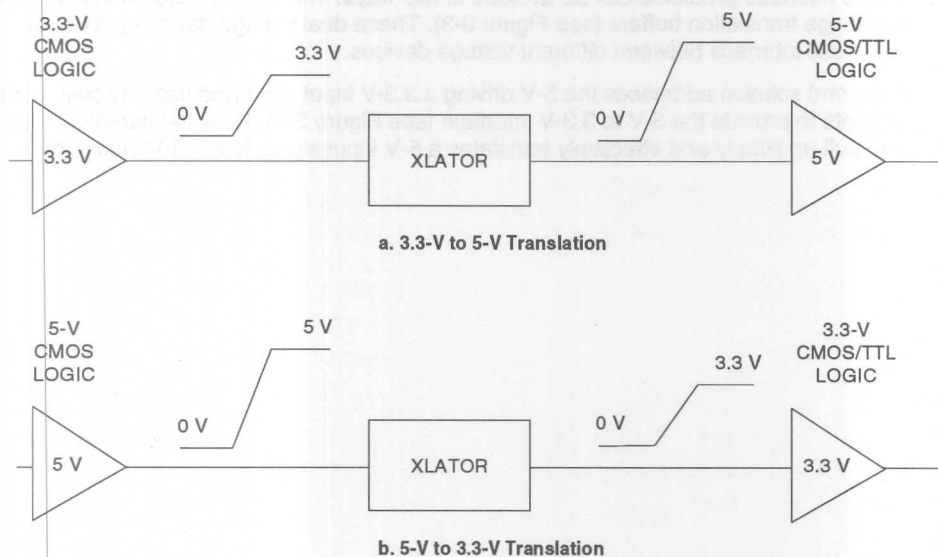 3.3-V
CMOS
LOGIC
0 V
3.3 V
0 V
5 V
5-V
CMOS/TTL
LOGIC
3.3 V
XLATOR
5 V
a. 3.3-V to 5-V Translation
5-V
CMOS
LOGIC
0 V
5 V
0 V
3.3 V
3.3-V
CMOS/TTL
LOGIC
5 V
XLATOR
3.3 V
b. 5-V to 3.3-V Translation